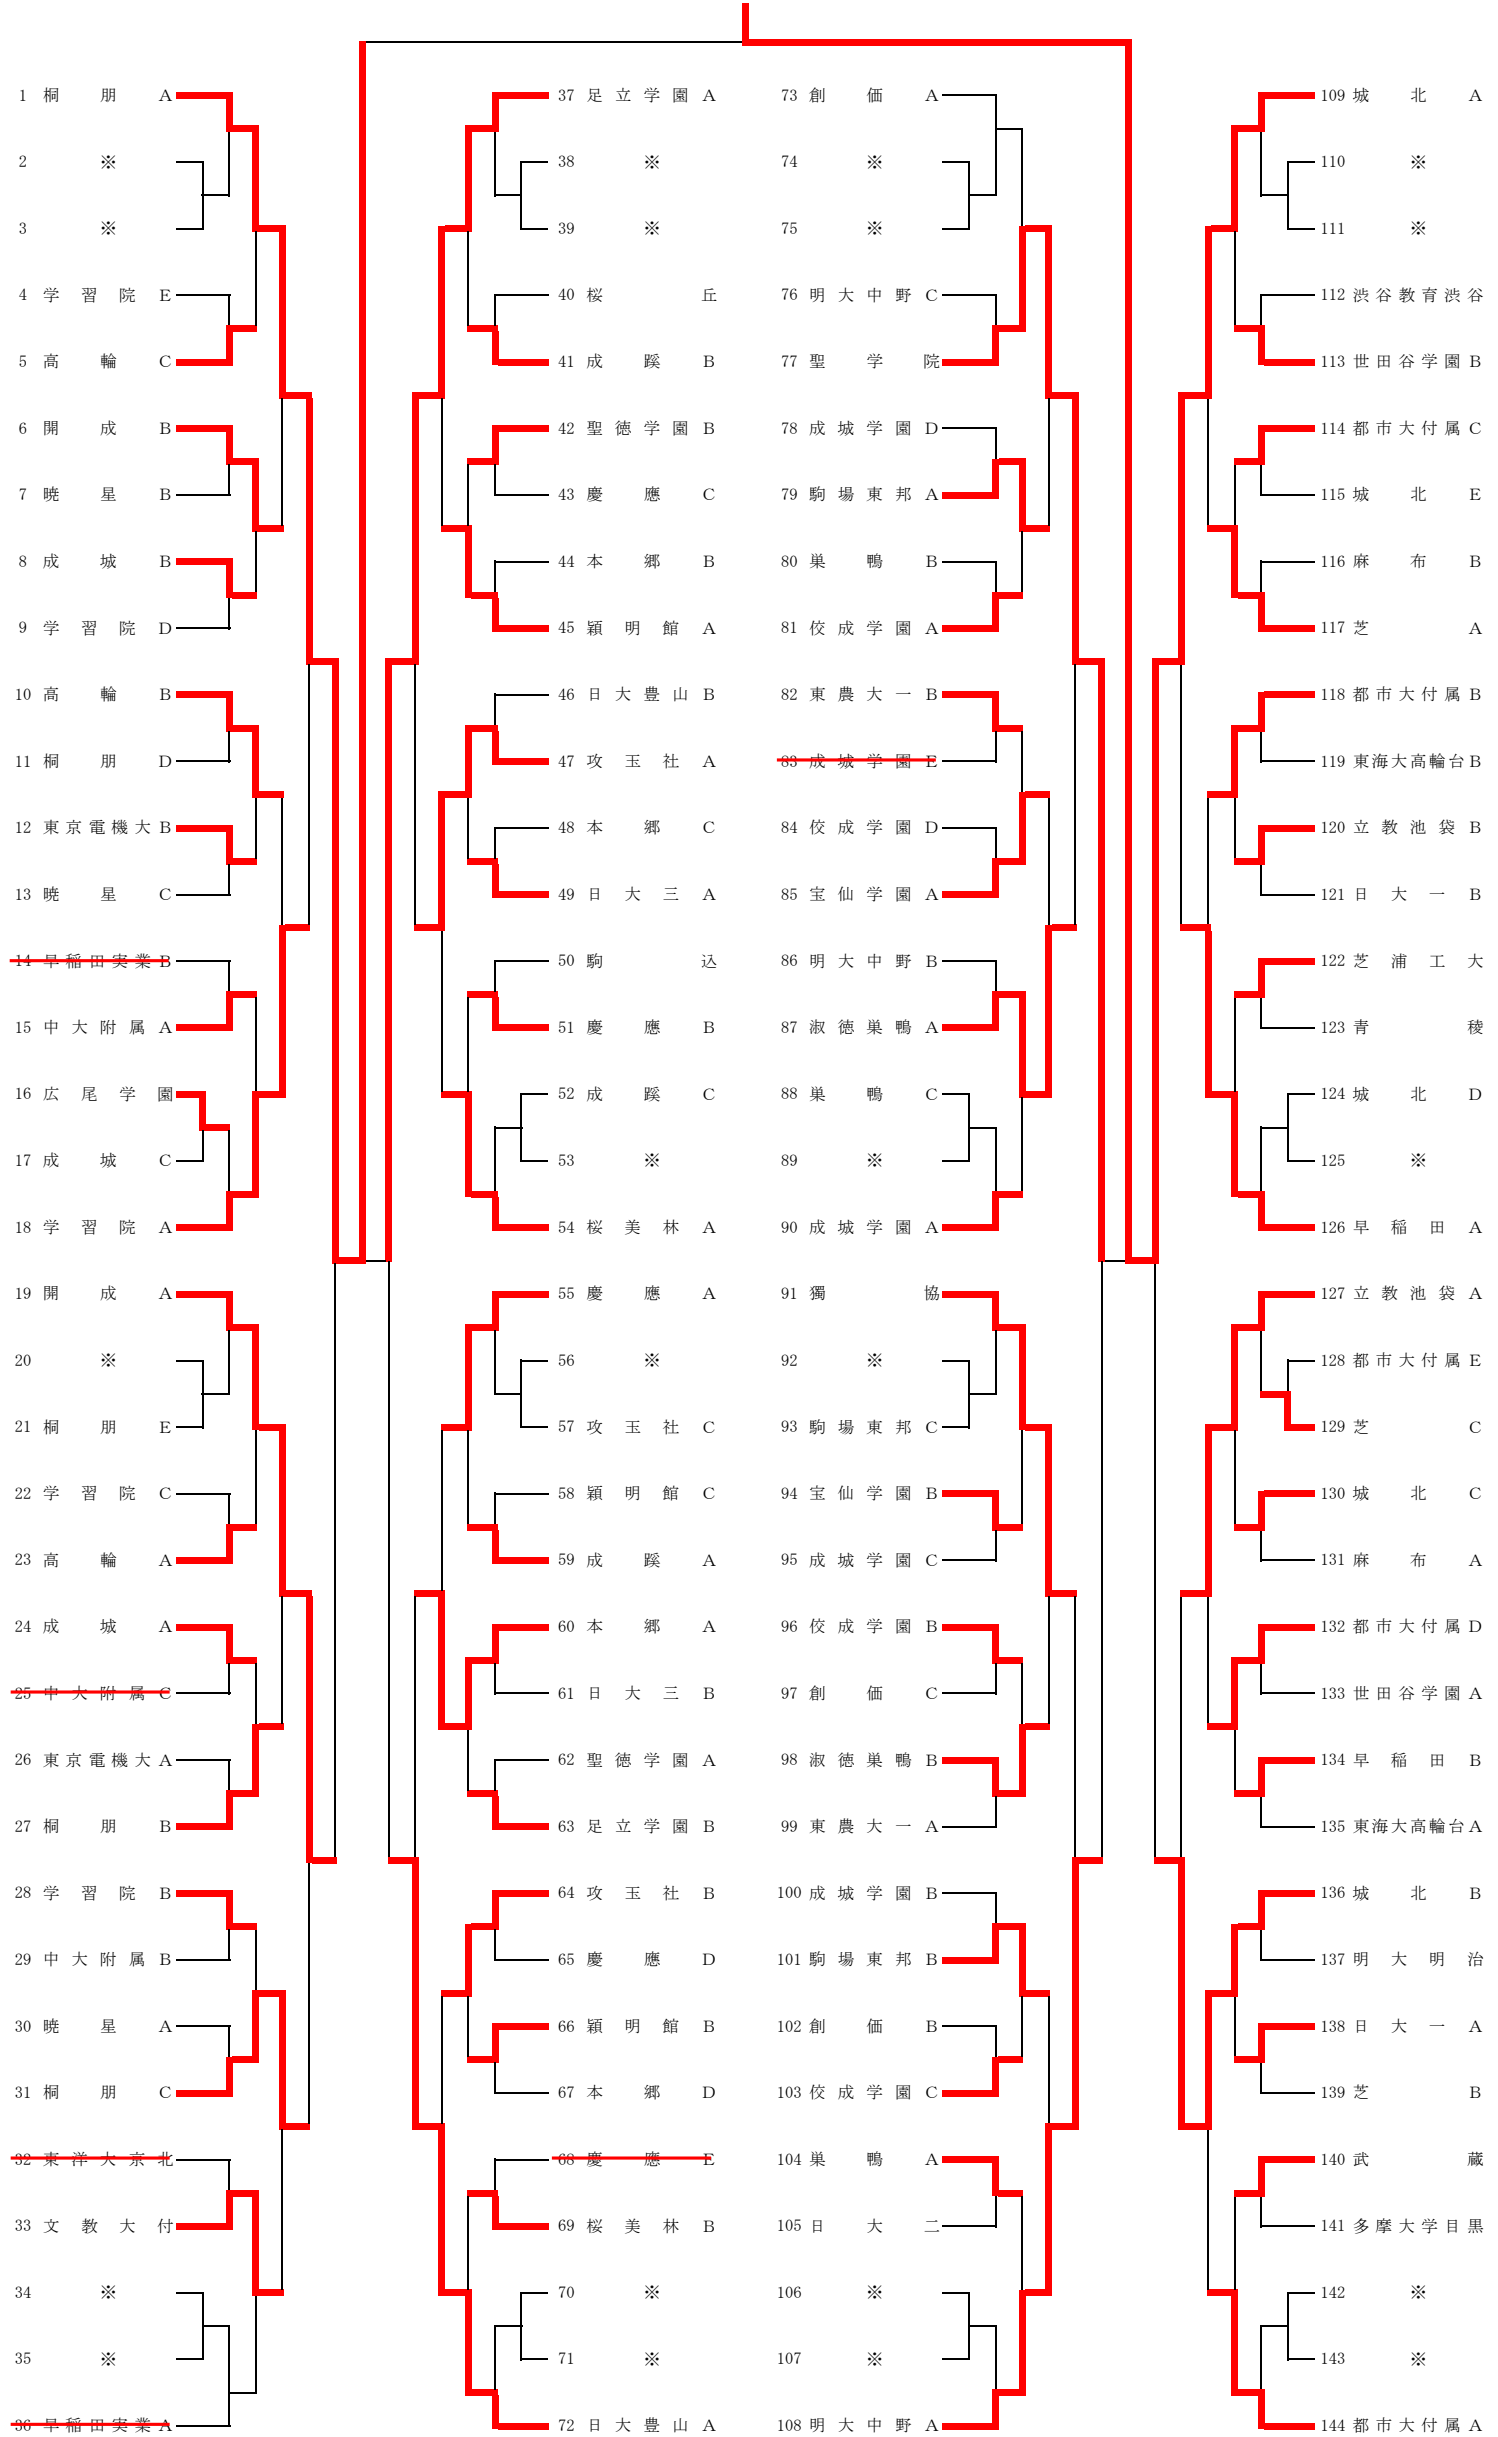 1 桐朋 A
2 ※
3 ※
4 学習院 E
5 高輪 C
6 開成 B
7 暁星 B
8 成城 B
9 学習院 D
10 高輪 B
11 桐朋 D
12 東京電機大 B
13 暁星 C
14 早稲田実業 B
15 中大附属 A
16 広尾学園
17 成城 C
18 学習院 A
19 開成 A
20 ※
21 桐朋 E
22 学習院 C
23 高輪 A
24 成城 A
25 中大附属 C
26 東京電機大 A
27 桐朋 B
28 学習院 B
29 中大附属 B
30 暁星 A
31 桐朋 C
32 東洋大京北
33 文教大付
34 ※
35 ※
36 早稲田実業 A
37 足立学園 A
38 ※
39 ※
40 桜丘
41 成蹊 B
42 聖徳学園 B
43 慶應 C
44 本郷 B
45 穎明館 A
46 日大豊山 B
47 攻玉社 A
48 本郷 C
49 日大三 A
50 駒込
51 慶應 B
52 成蹊 C
53 ※
54 桜美林 A
55 慶應 A
56 ※
57 攻玉社 C
58 穎明館 C
59 成蹊 A
60 本郷 A
61 日大三 B
62 聖徳学園 A
63 足立学園 B
64 攻玉社 B
65 慶應 D
66 穎明館 B
67 本郷 D
68 慶應 E
69 桜美林 B
70 ※
71 ※
72 日大豊山 A
73 創価 A
74 ※
75 ※
76 明大中野 C
77 聖学院
78 成城学園 D
79 駒場東邦 A
80 巣鴨 B
81 佼成学園 A
82 東農大一 B
83 成城学園 E
84 佼成学園 D
85 宝仙学園 A
86 明大中野 B
87 淑徳巣鴨 A
88 巣鴨 C
89 ※
90 成城学園 A
91 獨協
92 ※
93 駒場東邦 C
94 宝仙学園 B
95 成城学園 C
96 佼成学園 B
97 創価 C
98 淑徳巣鴨 B
99 東農大一 A
100 成城学園 B
101 駒場東邦 B
102 創価 B
103 佼成学園 C
104 巣鴨 A
105 日大二
106 ※
107 ※
108 明大中野 A
109 城北 A
110 ※
111 ※
112 渋谷教育渋谷
113 世田谷学園 B
114 都市大付属 C
115 城北 E
116 麻布 B
117 芝 A
118 都市大付属 B
119 東海大高輪台 B
120 立教池袋 B
121 日大一 B
122 芝浦工大
123 青稜
124 城北 D
125 ※
126 早稲田 A
127 立教池袋 A
128 都市大付属 E
129 芝 C
130 城北 C
131 麻布 A
132 都市大付属 D
133 世田谷学園 A
134 早稲田 B
135 東海大高輪台 A
136 城北 B
137 明大明治
138 日大一 A
139 芝 B
140 武蔵
141 多摩大学目黒
142 ※
143 ※
144 都市大付属 A